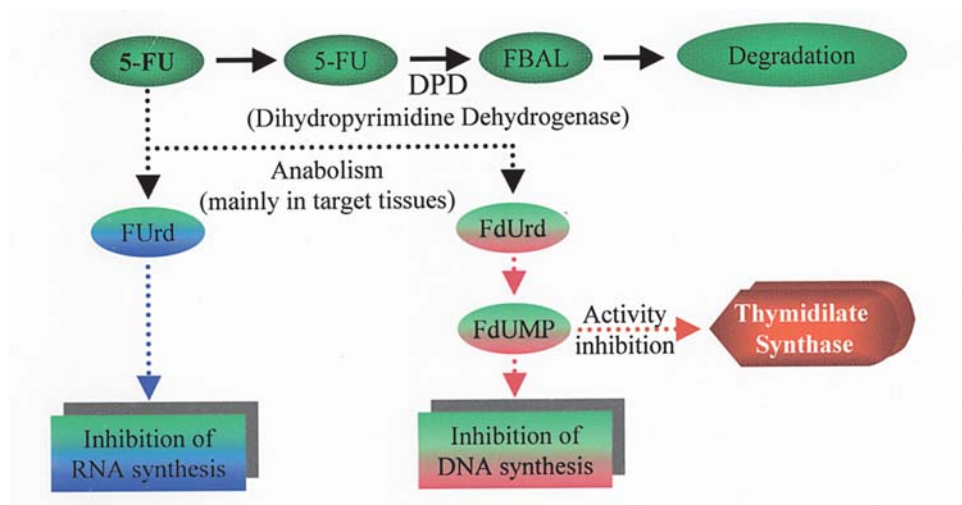 5-FU
5-FU
FBAL
Degradation
DPD
(Dihydropyrimidine Dehydrogenase)
Anabolism
(mainly in target tissues)
FUrd
FdUrd
FdUMP
Activity
inhibition
Thymidilate
Synthase
Inhibition of
RNA synthesis
Inhibition of
DNA synthesis